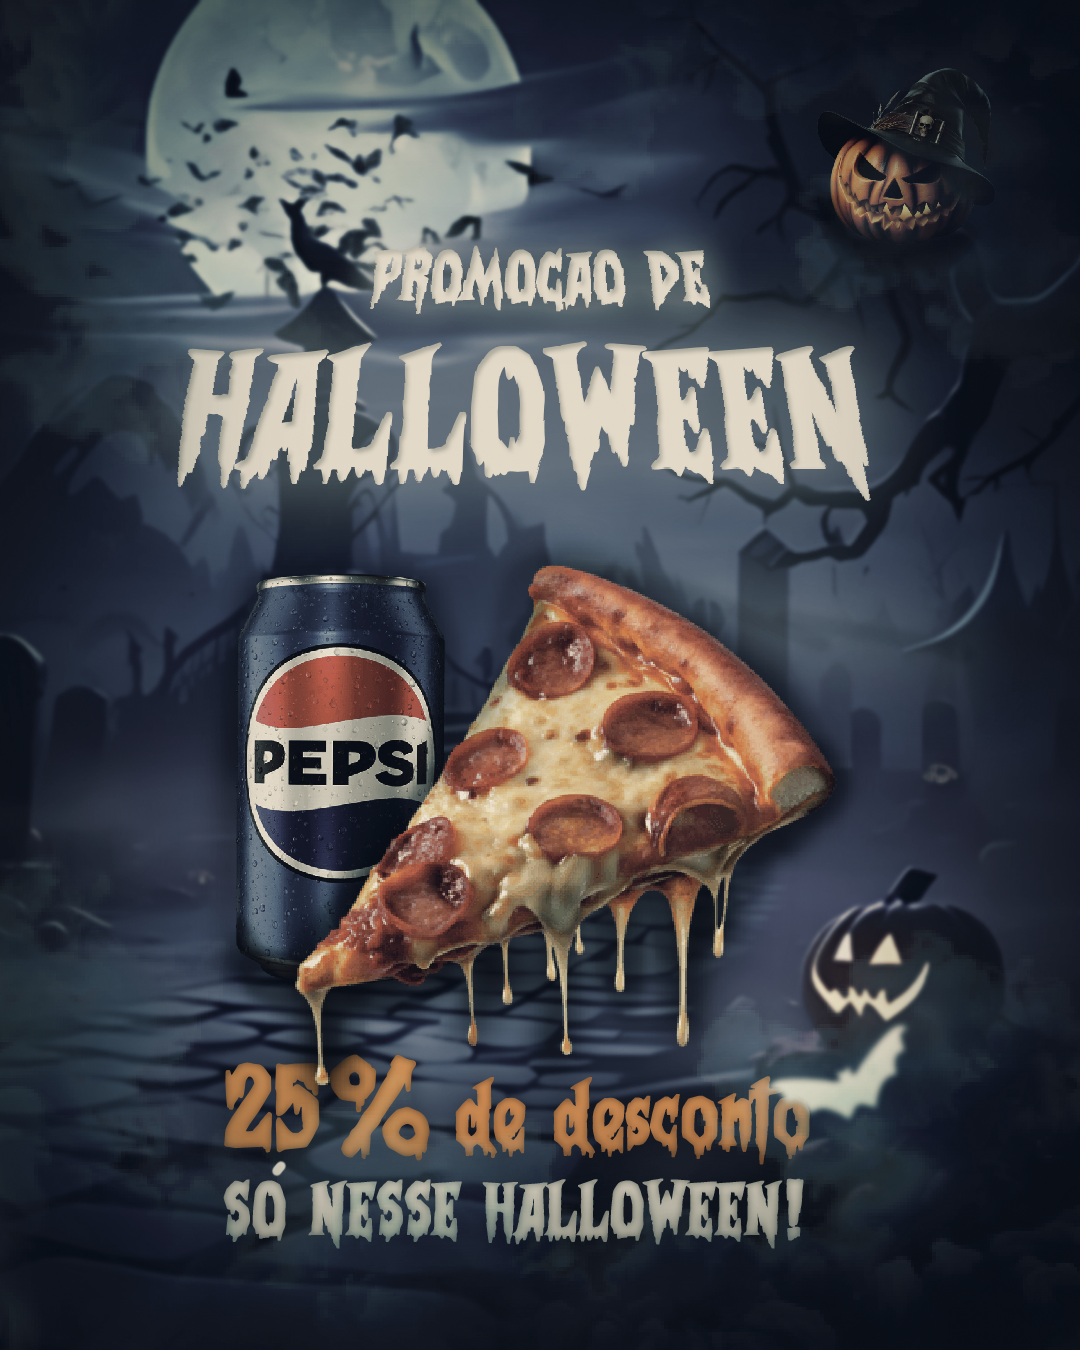 PROMOÇAO DE
HALLOWEEN
PEPSI
25% de desconto
SÓ NESSE HALLOWEEN!